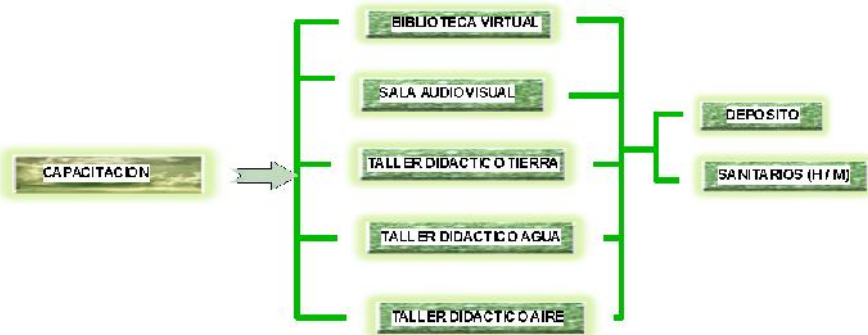 BIBLIOTECA VIRTUAL
SALA AUDIOVISUAL
DEPOSITO
TALLER DIDACTICO TIERRA
CAPACITACION
SANITARIOS (H / M)
TALLER DIDACTICO AGUA
TALLER DIDACTICO AIRE